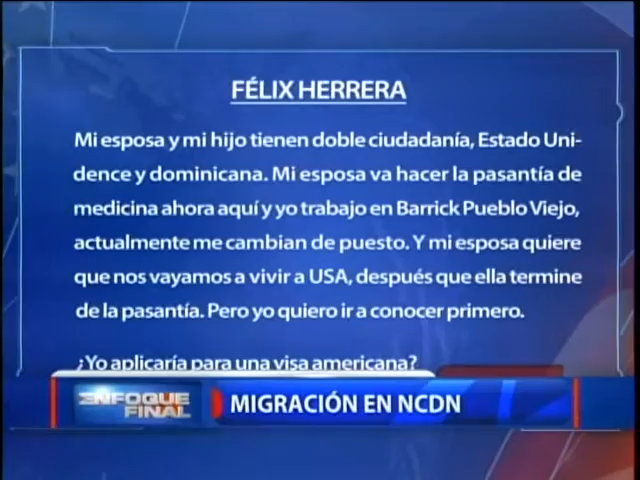 FÉLIX HERRERA
Mi esposa y mi hijo tienen doble ciudadanía, Estado Uni-
dence y dominicana. Mi esposa va hacer la pasantía de
medicina ahora aquí y yo trabajo en Barrick Pueblo Viejo,
actualmente me cambian de puesto. Y mi esposa quiere
que nos vayamos a vivir a USA, después que ella termine
de la pasantía. Pero yo quiero ir a conocer primero.
¿Yo aplicaría para una visa americana?
ENFOQUE
FINAL
MIGRACIÓN EN NCDN